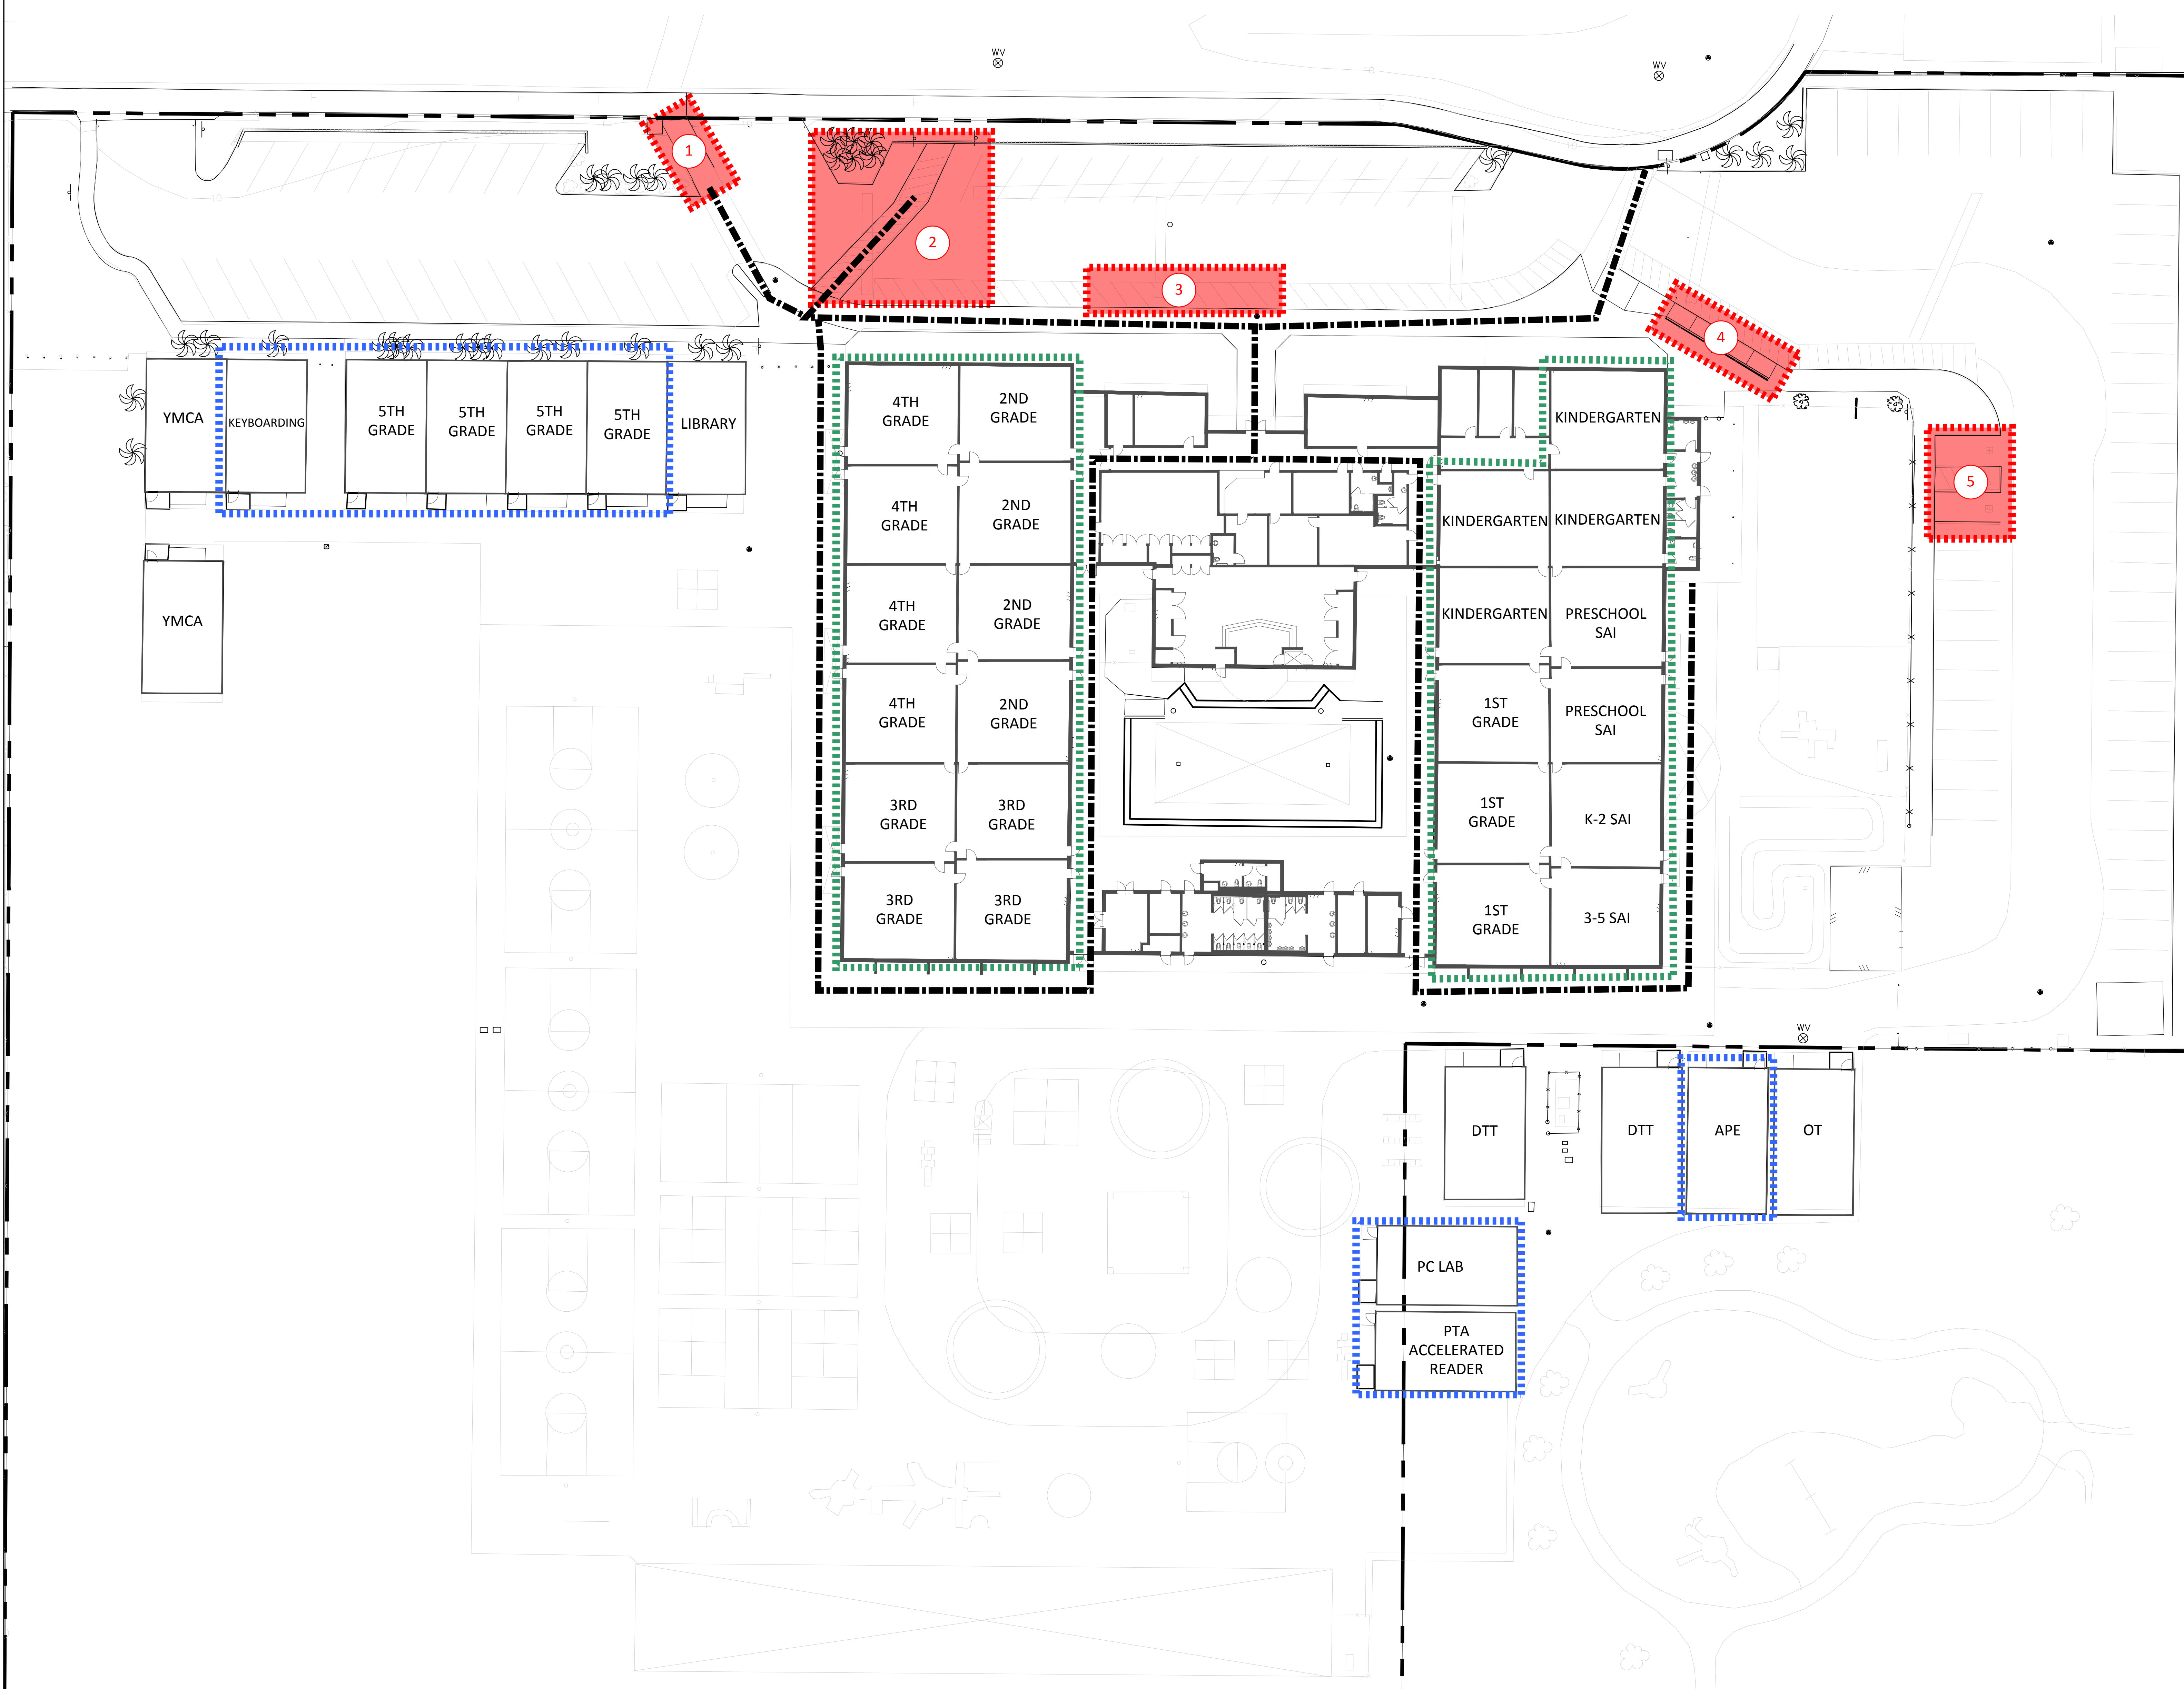 WV
WV
1
2
3
4
5
YMCA
KEYBOARDING
5TH
GRADE
5TH
GRADE
5TH
GRADE
5TH
GRADE
LIBRARY
YMCA
4TH
GRADE
2ND
GRADE
4TH
GRADE
2ND
GRADE
4TH
GRADE
2ND
GRADE
4TH
GRADE
2ND
GRADE
3RD
GRADE
3RD
GRADE
3RD
GRADE
3RD
GRADE
KINDERGARTEN
KINDERGARTEN
KINDERGARTEN
KINDERGARTEN
PRESCHOOL
SAI
1ST
GRADE
PRESCHOOL
SAI
1ST
GRADE
K-2 SAI
1ST
GRADE
3-5 SAI
WV
DTT
DTT
APE
OT
PC LAB
PTA
ACCELERATED
READER